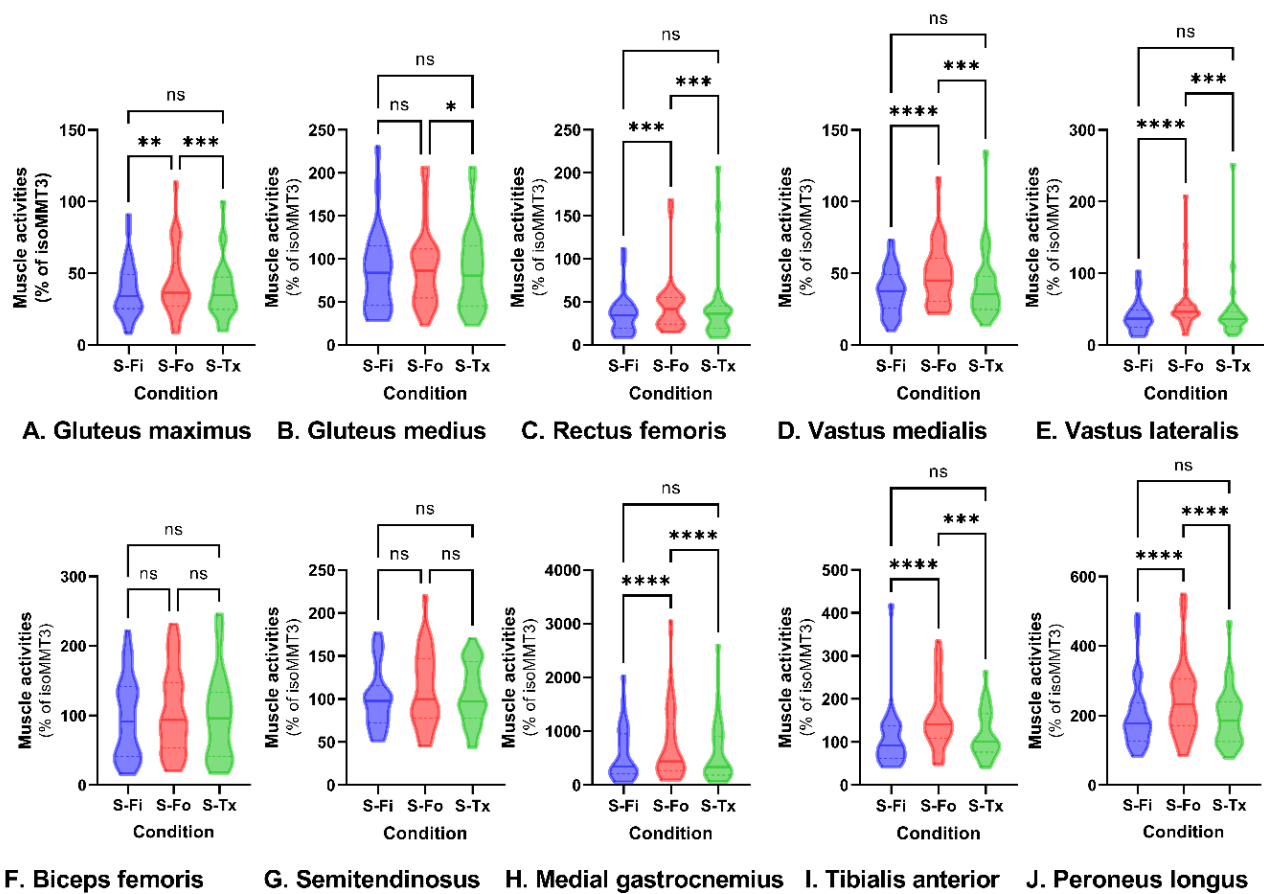 ns
** ***
Muscle activities
(% of isoMMT3)
150
100
50
0
S-Fi S-Fo S-Tx
Condition
A. Gluteus maximus
ns
ns *
Muscle activities
(% of isoMMT3)
250
200
150
100
50
0
S-Fi S-Fo S-Tx
Condition
B. Gluteus medius
ns
***
***
Muscle activities
(% of isoMMT3)
250
200
150
100
50
0
S-Fi S-Fo S-Tx
Condition
C. Rectus femoris
ns
***
****
Muscle activities
(% of isoMMT3)
150
100
50
0
S-Fi S-Fo S-Tx
Condition
D. Vastus medialis
ns
***
****
Muscle activities
(% of isoMMT3)
300
200
100
0
S-Fi S-Fo S-Tx
Condition
E. Vastus lateralis
ns
ns ns
Muscle activities
(% of isoMMT3)
300
200
100
0
S-Fi S-Fo S-Tx
Condition
F. Biceps femoris
ns
ns ns
Muscle activities
(% of isoMMT3)
250
200
150
100
50
0
S-Fi S-Fo S-Tx
Condition
G. Semitendinosus
ns
****
****
Muscle activities
(% of isoMMT3)
4000
3000
2000
1000
0
S-Fi S-Fo S-Tx
Condition
H. Medial gastrocnemius
ns
***
****
Muscle activities
(% of isoMMT3)
500
400
300
200
100
0
S-Fi S-Fo S-Tx
Condition
I. Tibialis anterior
ns
****
****
Muscle activities
(% of isoMMT3)
600
400
200
0
S-Fi S-Fo S-Tx
Condition
J. Peroneus longus